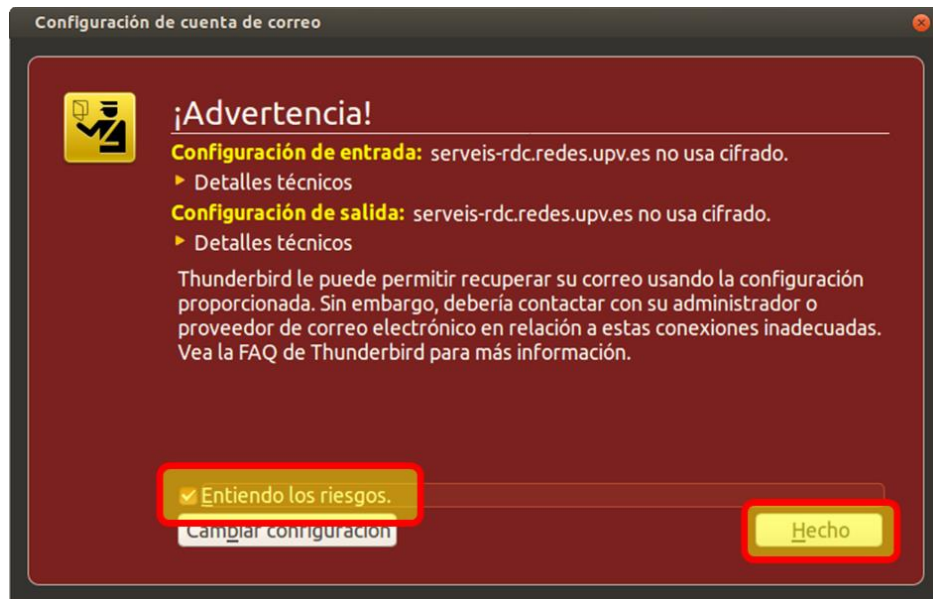 Configuración de cuenta de correo
¡Advertencia!
Configuración de entrada: serveis-rdc.redes.upv.es no usa cifrado.
Detalles técnicos
Configuración de salida: serveis-rdc.redes.upv.es no usa cifrado.
Detalles técnicos
Thunderbird le puede permitir recuperar su correo usando la configuración
proporcionada. Sin embargo, debería contactar con su administrador o
proveedor de correo electrónico en relación a estas conexiones inadecuadas.
Vea la FAQ de Thunderbird para más información.
Entiendo los riesgos.
Cambiar configuración
Hecho